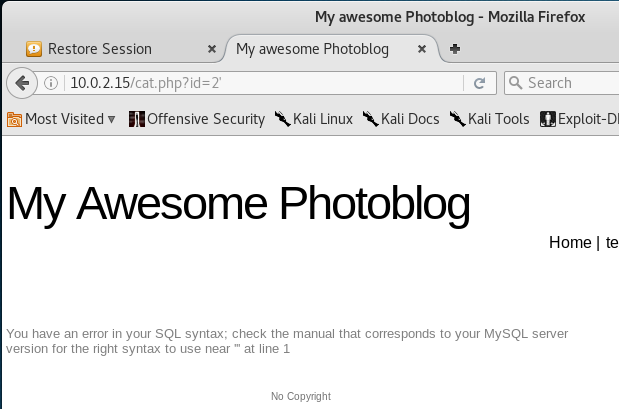 My awesome Photoblog - Mozilla Firefox
Restore Session
My awesome Photoblog
10.0.2.15/cat.php?id=2'
Search
Most Visited
Offensive Security
Kali Linux
Kali Docs
Kali Tools
Exploit-D
My Awesome Photoblog
Home | te
You have an error in your SQL syntax; check the manual that corresponds to your MySQL server
version for the right syntax to use near ''' at line 1
No Copyright